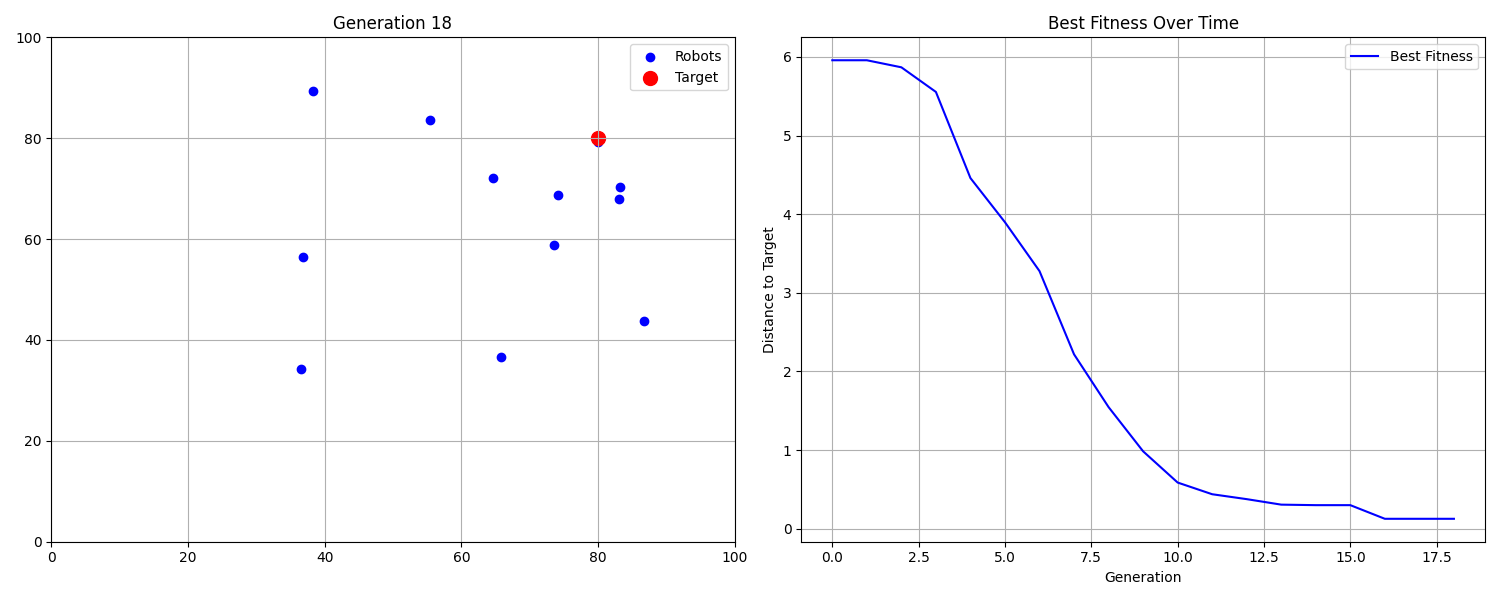 Generation 18
100
80
60
40
20
0
0 20 40 60 80 100
Robots
Target
Best Fitness Over Time
Distance to Target
6
5
4
3
2
1
0
0.0 2.5 5.0 7.5 10.0 12.5 15.0 17.5
Generation
Best Fitness